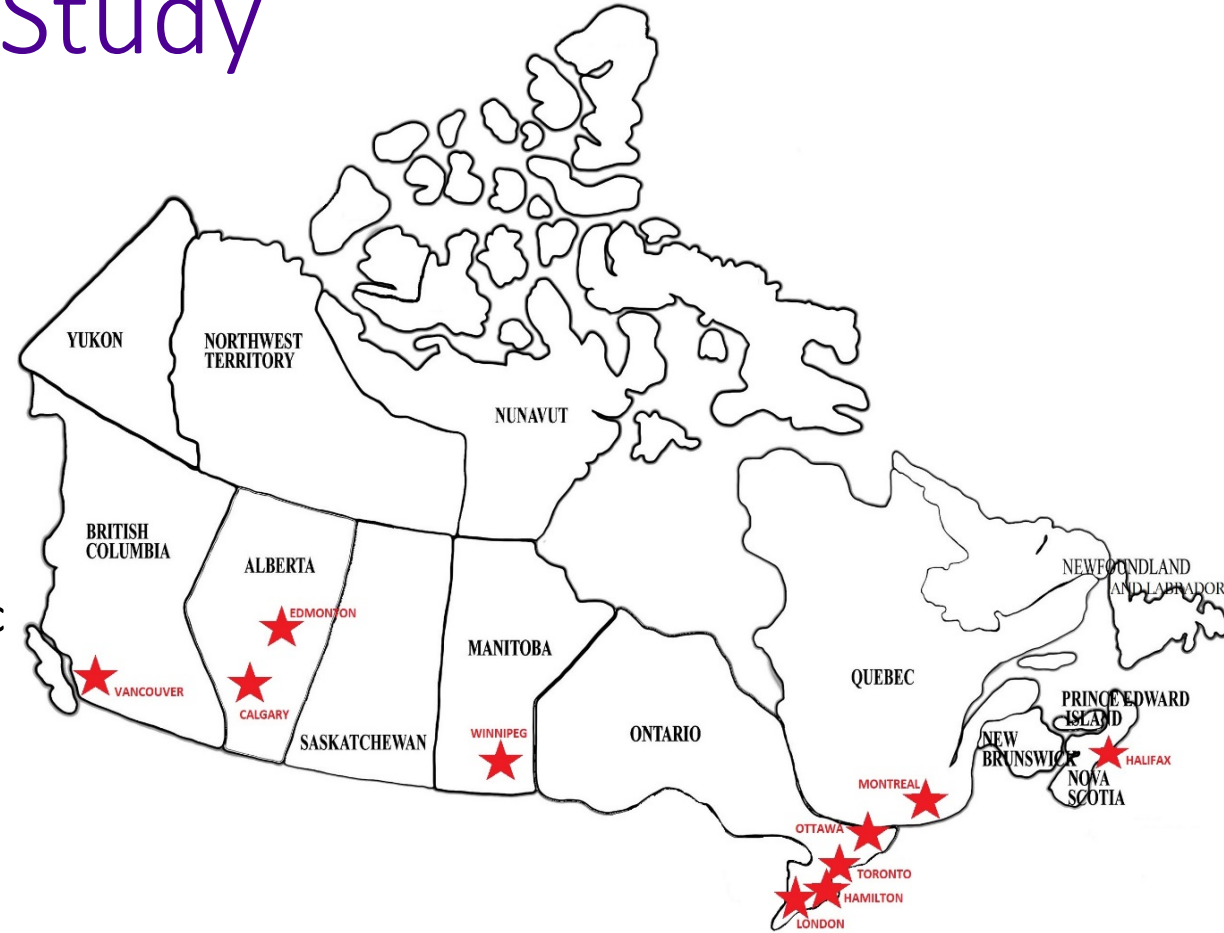 Study
YUKON
NORTHWEST
TERRITORY
NUNAVUT
BRITISH
COLUMBIA
ALBERTA
NEWFOUNDLAND
AND LABRADOR
EDMONTON
c
MANITOBA
QUEBEC
VANCOUVER
CALGARY
PRINCE EDWARD
ISLAND
SASKATCHEWAN
WINNIPEG
ONTARIO
NEW
BRUNSWICK
HALIFAX
NOVA
SCOTIA
MONTREAL
OTTAWA
TORONTO
HAMILTON
LONDON